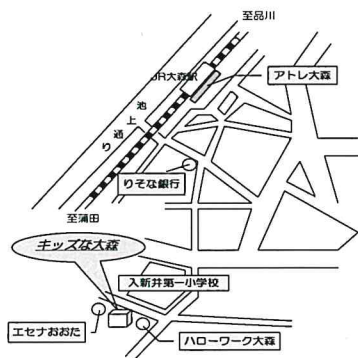 至品川
JR大森駅
アトレ大森
池上通り
りそな銀行
至蒲田
キッズな大森
入新井第一小学校
エセナおおた
ハローワーク大森